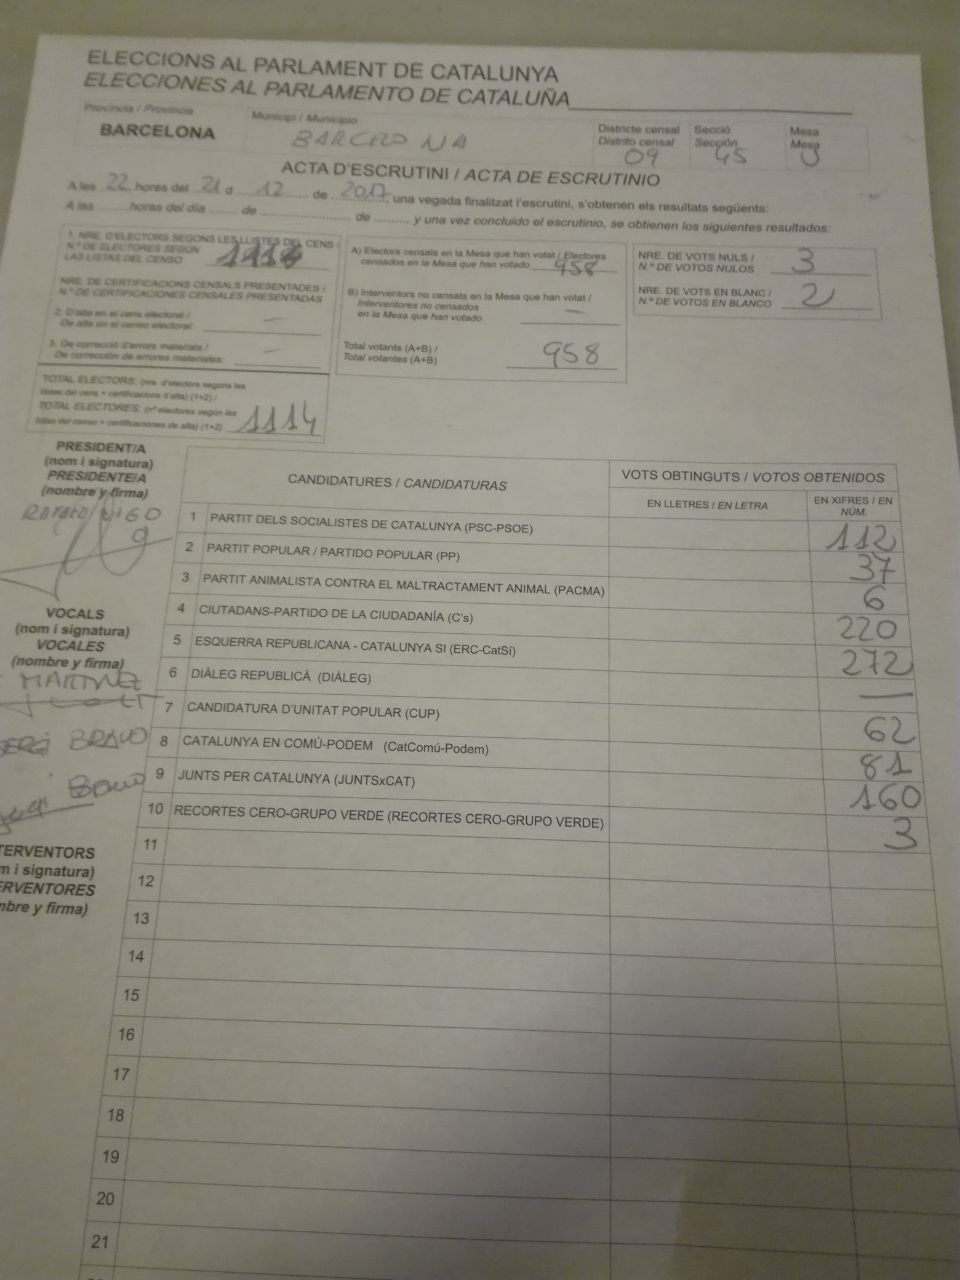 ELECCIONS AL PARLAMENT DE CATALUNYA
ELECCIONES AL PARLAMENTO DE CATALUÑA
Província / Provincia
BARCELONA
Municipi / Municipio
BARCELONA
Districte censal
Distrito censal
09
Secció
Sección
45
Mesa
Mesa
U
ACTA D'ESCRUTINI / ACTA DE ESCRUTINIO
A les 22 hores del 21 d 12 de 2017, una vegada finalitzat l'escrutini, s'obtenen els resultats següents:
A las ........ horas del día ........ de ........ de ........, y una vez concluido el escrutinio, se obtienen los siguientes resultados:
1. NRE. D'ELECTORS SEGONS LES LLISTES DEL CENS /
N.º DE ELECTORES SEGÚN
LAS LISTAS DEL CENSO
1114
NRE. DE CERTIFICACIONS CENSALS PRESENTADES /
N.º DE CERTIFICACIONES CENSALES PRESENTADAS
2. D'alta en el cens electoral /
De alta en el censo electoral: —
3. De correcció d'errors materials /
De corrección de errores materiales: —
TOTAL ELECTORS: (nre. d'electors segons les
llistes del cens + certificacions d'alta) (1+2) /
TOTAL ELECTORES: (nº electores según las
listas del censo + certificaciones de alta) (1+2) 1114
A) Electors censats en la Mesa que han votat / Electores
censados en la Mesa que han votado 958
B) Interventors no censats en la Mesa que han votat /
Interventores no censados
en la Mesa que han votado —
Total votants (A+B) /
Total votantes (A+B) 958
NRE. DE VOTS NULS /
N.º DE VOTOS NULOS 3
NRE. DE VOTS EN BLANC /
N.º DE VOTOS EN BLANCO 2
PRESIDENT/A
(nom i signatura)
PRESIDENTE/A
(nombre y firma)
VOCALS
(nom i signatura)
VOCALES
(nombre y firma)
SERGI BRAVO
TERVENTORS
m i signatura)
ERVENTORES
mbre y firma)
CANDIDATURES / CANDIDATURAS
VOTS OBTINGUTS / VOTOS OBTENIDOS
EN LLETRES / EN LETRA
EN XIFRES / EN
NÚM.
1 PARTIT DELS SOCIALISTES DE CATALUNYA (PSC-PSOE) 112
2 PARTIT POPULAR / PARTIDO POPULAR (PP) 37
3 PARTIT ANIMALISTA CONTRA EL MALTRACTAMENT ANIMAL (PACMA) 6
4 CIUTADANS-PARTIDO DE LA CIUDADANÍA (C's) 220
5 ESQUERRA REPUBLICANA - CATALUNYA SI (ERC-CatSí) 272
6 DIÀLEG REPUBLICÀ (DIÀLEG) —
7 CANDIDATURA D'UNITAT POPULAR (CUP) 62
8 CATALUNYA EN COMÚ-PODEM (CatComú-Podem) 81
9 JUNTS PER CATALUNYA (JUNTSxCAT) 160
10 RECORTES CERO-GRUPO VERDE (RECORTES CERO-GRUPO VERDE) 3
11
12
13
14
15
16
17
18
19
20
21